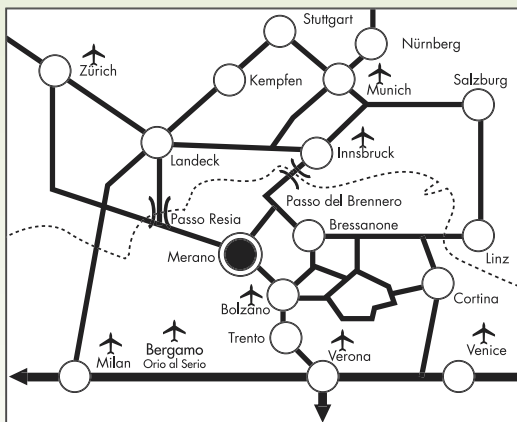 Stuttgart
Nürnberg
Zürich
Kempfen
Munich
Salzburg
Landeck
Innsbruck
Passo del Brennero
Passo Resia
Bressanone
Merano
Linz
Bolzano
Cortina
Trento
Milan
Bergamo
Orio al Serio
Verona
Venice